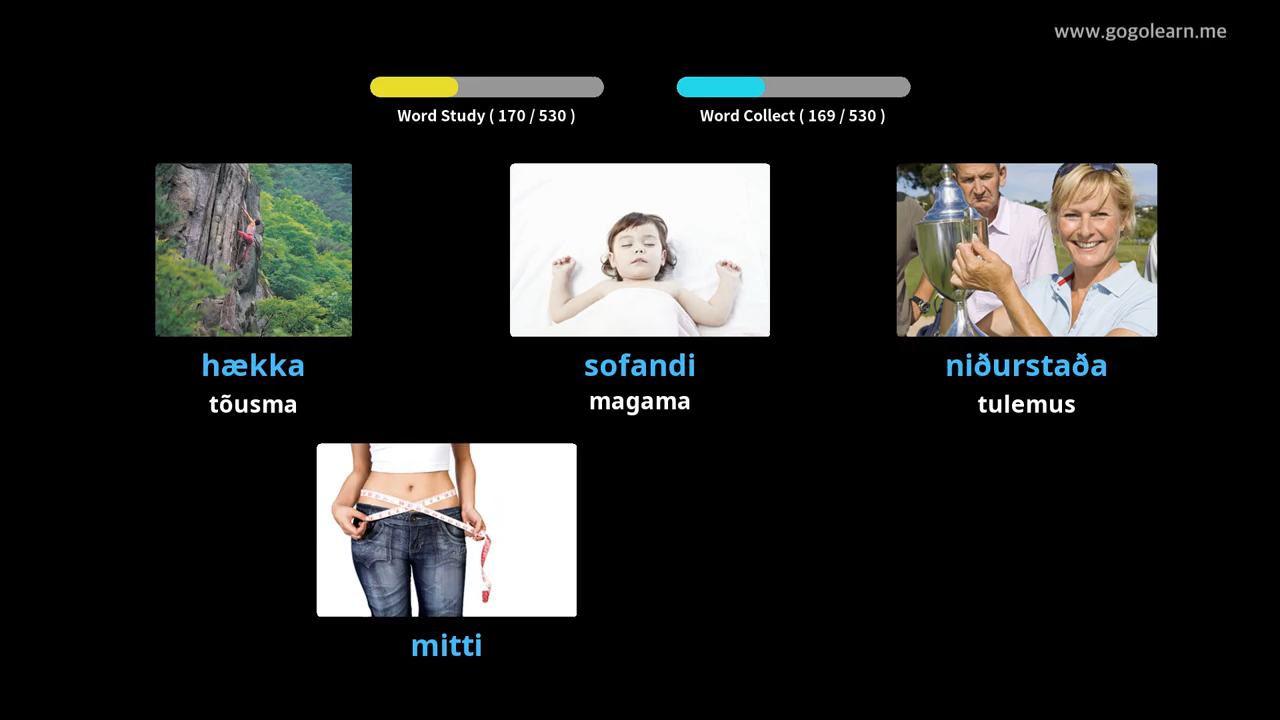 www.gogolearn.me
Word Study ( 170 / 530 )
Word Collect ( 169 / 530 )
hækka
tõusma
sofandi
magama
niðurstaða
tulemus
mitti